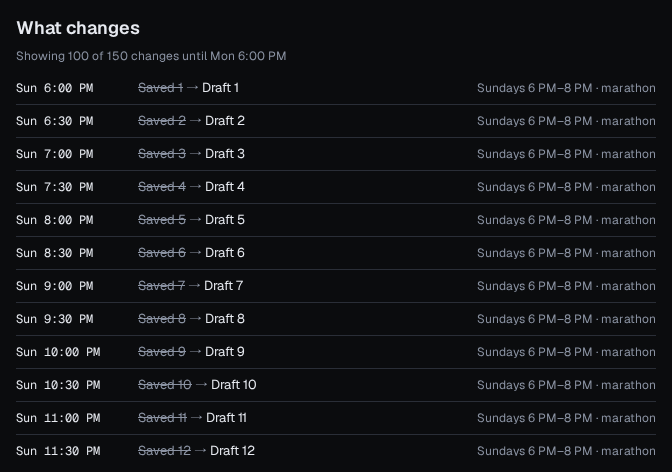 What changes
Showing 100 of 150 changes until Mon 6:00 PM
Sun 6:00 PM Saved 1 → Draft 1 Sundays 6 PM–8 PM · marathon
Sun 6:30 PM Saved 2 → Draft 2 Sundays 6 PM–8 PM · marathon
Sun 7:00 PM Saved 3 → Draft 3 Sundays 6 PM–8 PM · marathon
Sun 7:30 PM Saved 4 → Draft 4 Sundays 6 PM–8 PM · marathon
Sun 8:00 PM Saved 5 → Draft 5 Sundays 6 PM–8 PM · marathon
Sun 8:30 PM Saved 6 → Draft 6 Sundays 6 PM–8 PM · marathon
Sun 9:00 PM Saved 7 → Draft 7 Sundays 6 PM–8 PM · marathon
Sun 9:30 PM Saved 8 → Draft 8 Sundays 6 PM–8 PM · marathon
Sun 10:00 PM Saved 9 → Draft 9 Sundays 6 PM–8 PM · marathon
Sun 10:30 PM Saved 10 → Draft 10 Sundays 6 PM–8 PM · marathon
Sun 11:00 PM Saved 11 → Draft 11 Sundays 6 PM–8 PM · marathon
Sun 11:30 PM Saved 12 → Draft 12 Sundays 6 PM–8 PM · marathon